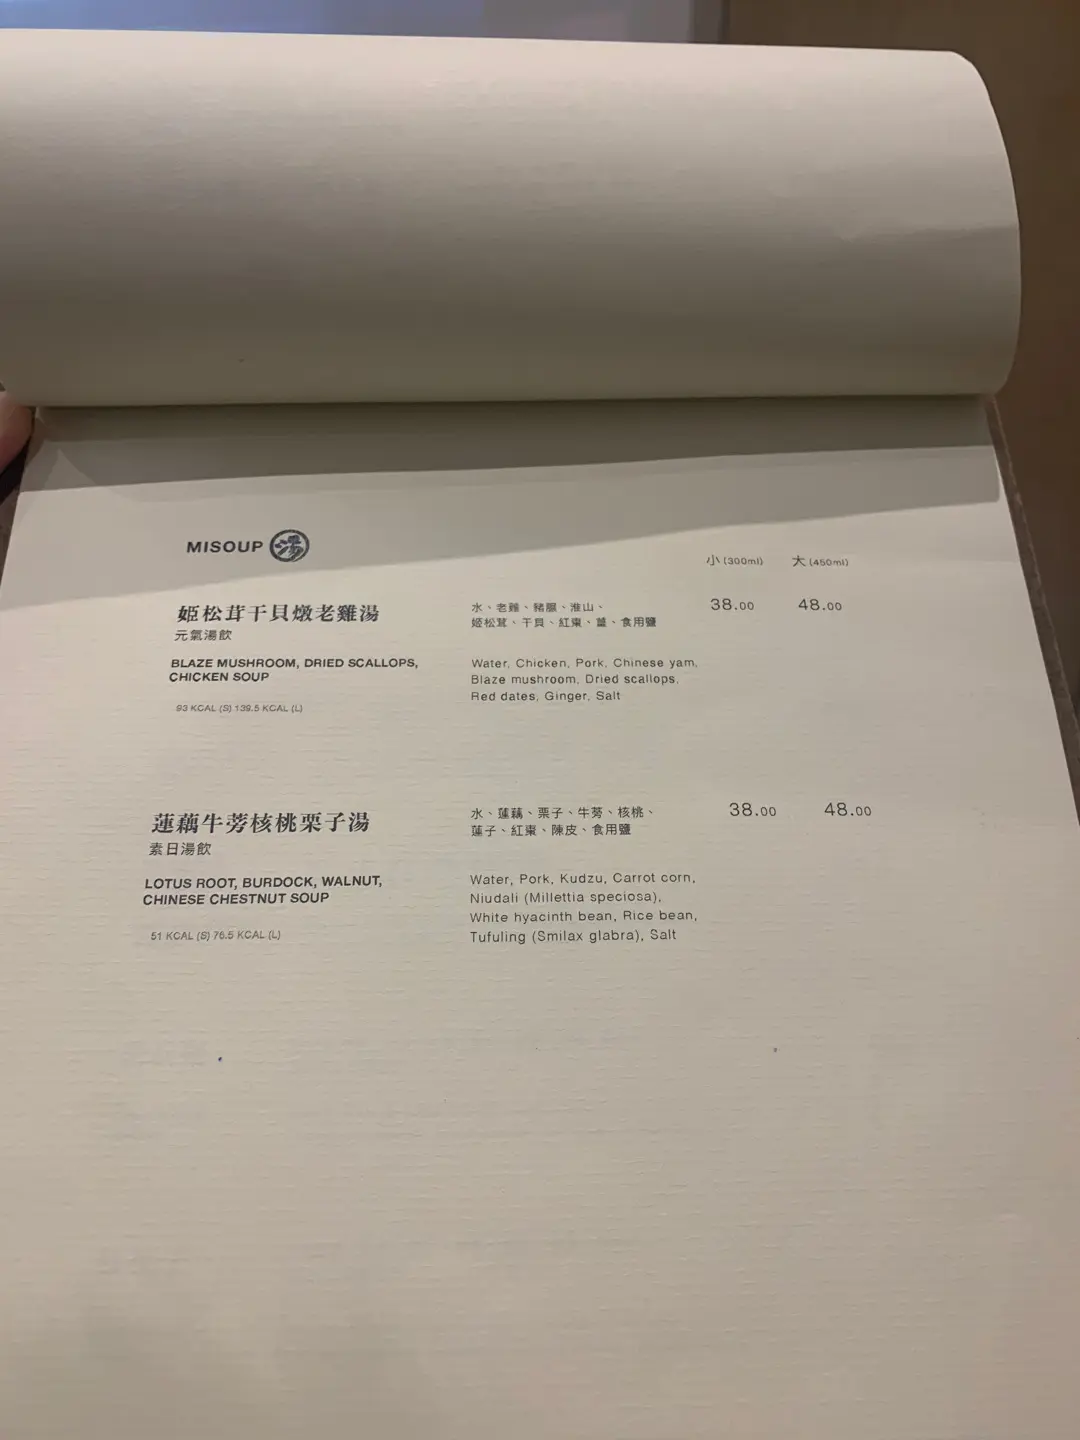 MISOUP 湯
小 (300ml) 大 (450ml)
姬松茸干貝燉老雞湯
元氣湯飲
BLAZE MUSHROOM, DRIED SCALLOPS,
CHICKEN SOUP
93 KCAL (S) 139.5 KCAL (L)
水、老雞、豬𦟌、淮山、
姬松茸、干貝、紅棗、薑、食用鹽
Water, Chicken, Pork, Chinese yam,
Blaze mushroom, Dried scallops,
Red dates, Ginger, Salt
38.00 48.00
蓮藕牛蒡核桃栗子湯
素日湯飲
LOTUS ROOT, BURDOCK, WALNUT,
CHINESE CHESTNUT SOUP
51 KCAL (S) 76.5 KCAL (L)
水、蓮藕、栗子、牛蒡、核桃、
蓮子、紅棗、陳皮、食用鹽
Water, Pork, Kudzu, Carrot corn,
Niudali (Millettia speciosa),
White hyacinth bean, Rice bean,
Tufuling (Smilax glabra), Salt
38.00 48.00